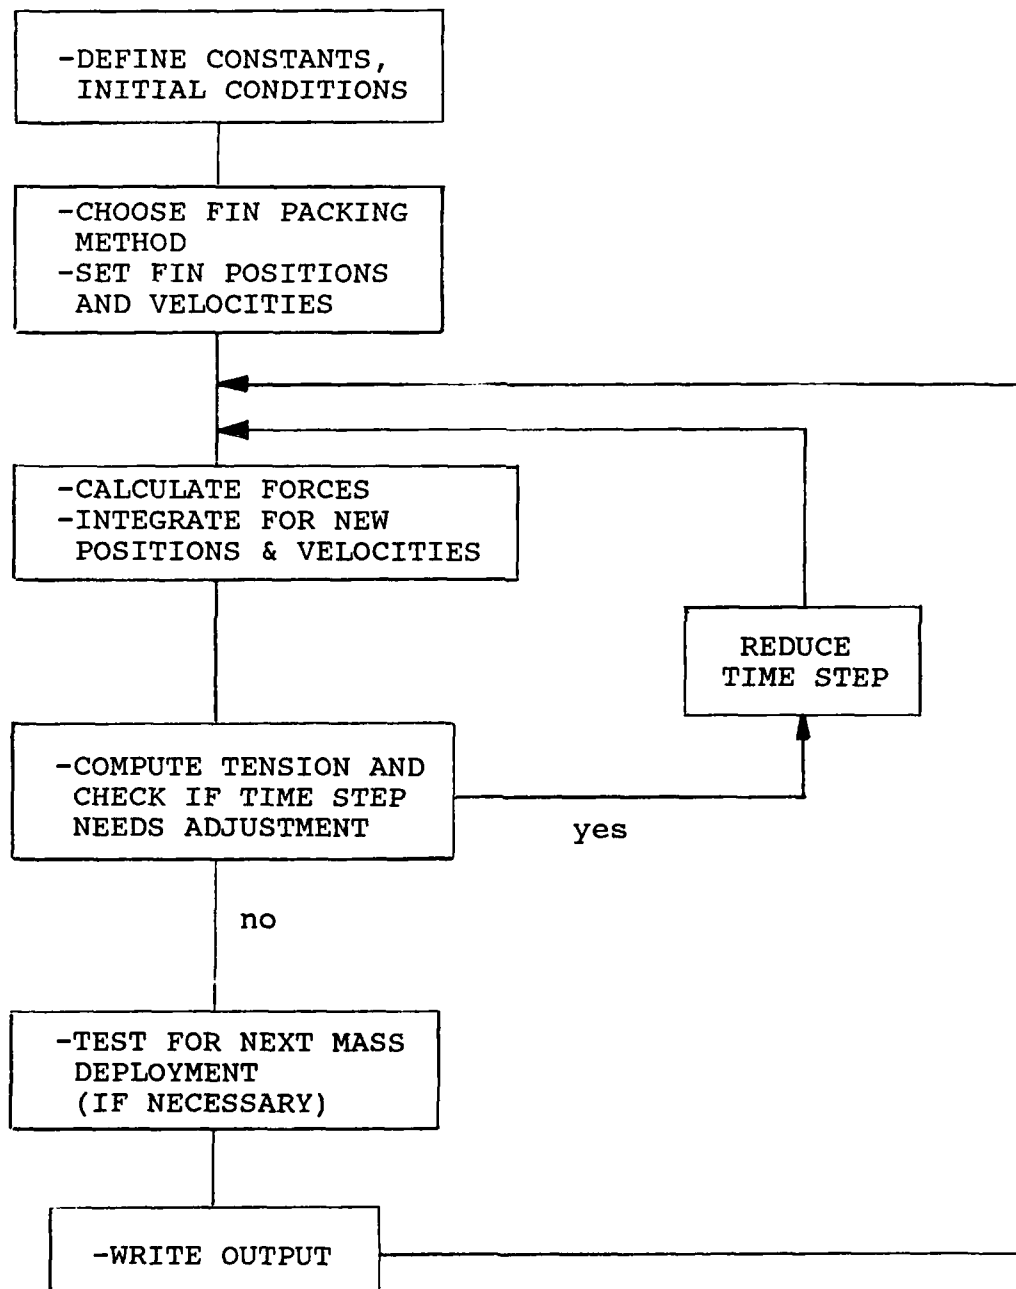 -DEFINE CONSTANTS,
INITIAL CONDITIONS
-CHOOSE FIN PACKING
METHOD
-SET FIN POSITIONS
AND VELOCITIES
-CALCULATE FORCES
-INTEGRATE FOR NEW
POSITIONS & VELOCITIES
REDUCE
TIME STEP
-COMPUTE TENSION AND
CHECK IF TIME STEP
NEEDS ADJUSTMENT
yes
no
-TEST FOR NEXT MASS
DEPLOYMENT
(IF NECESSARY)
-WRITE OUTPUT